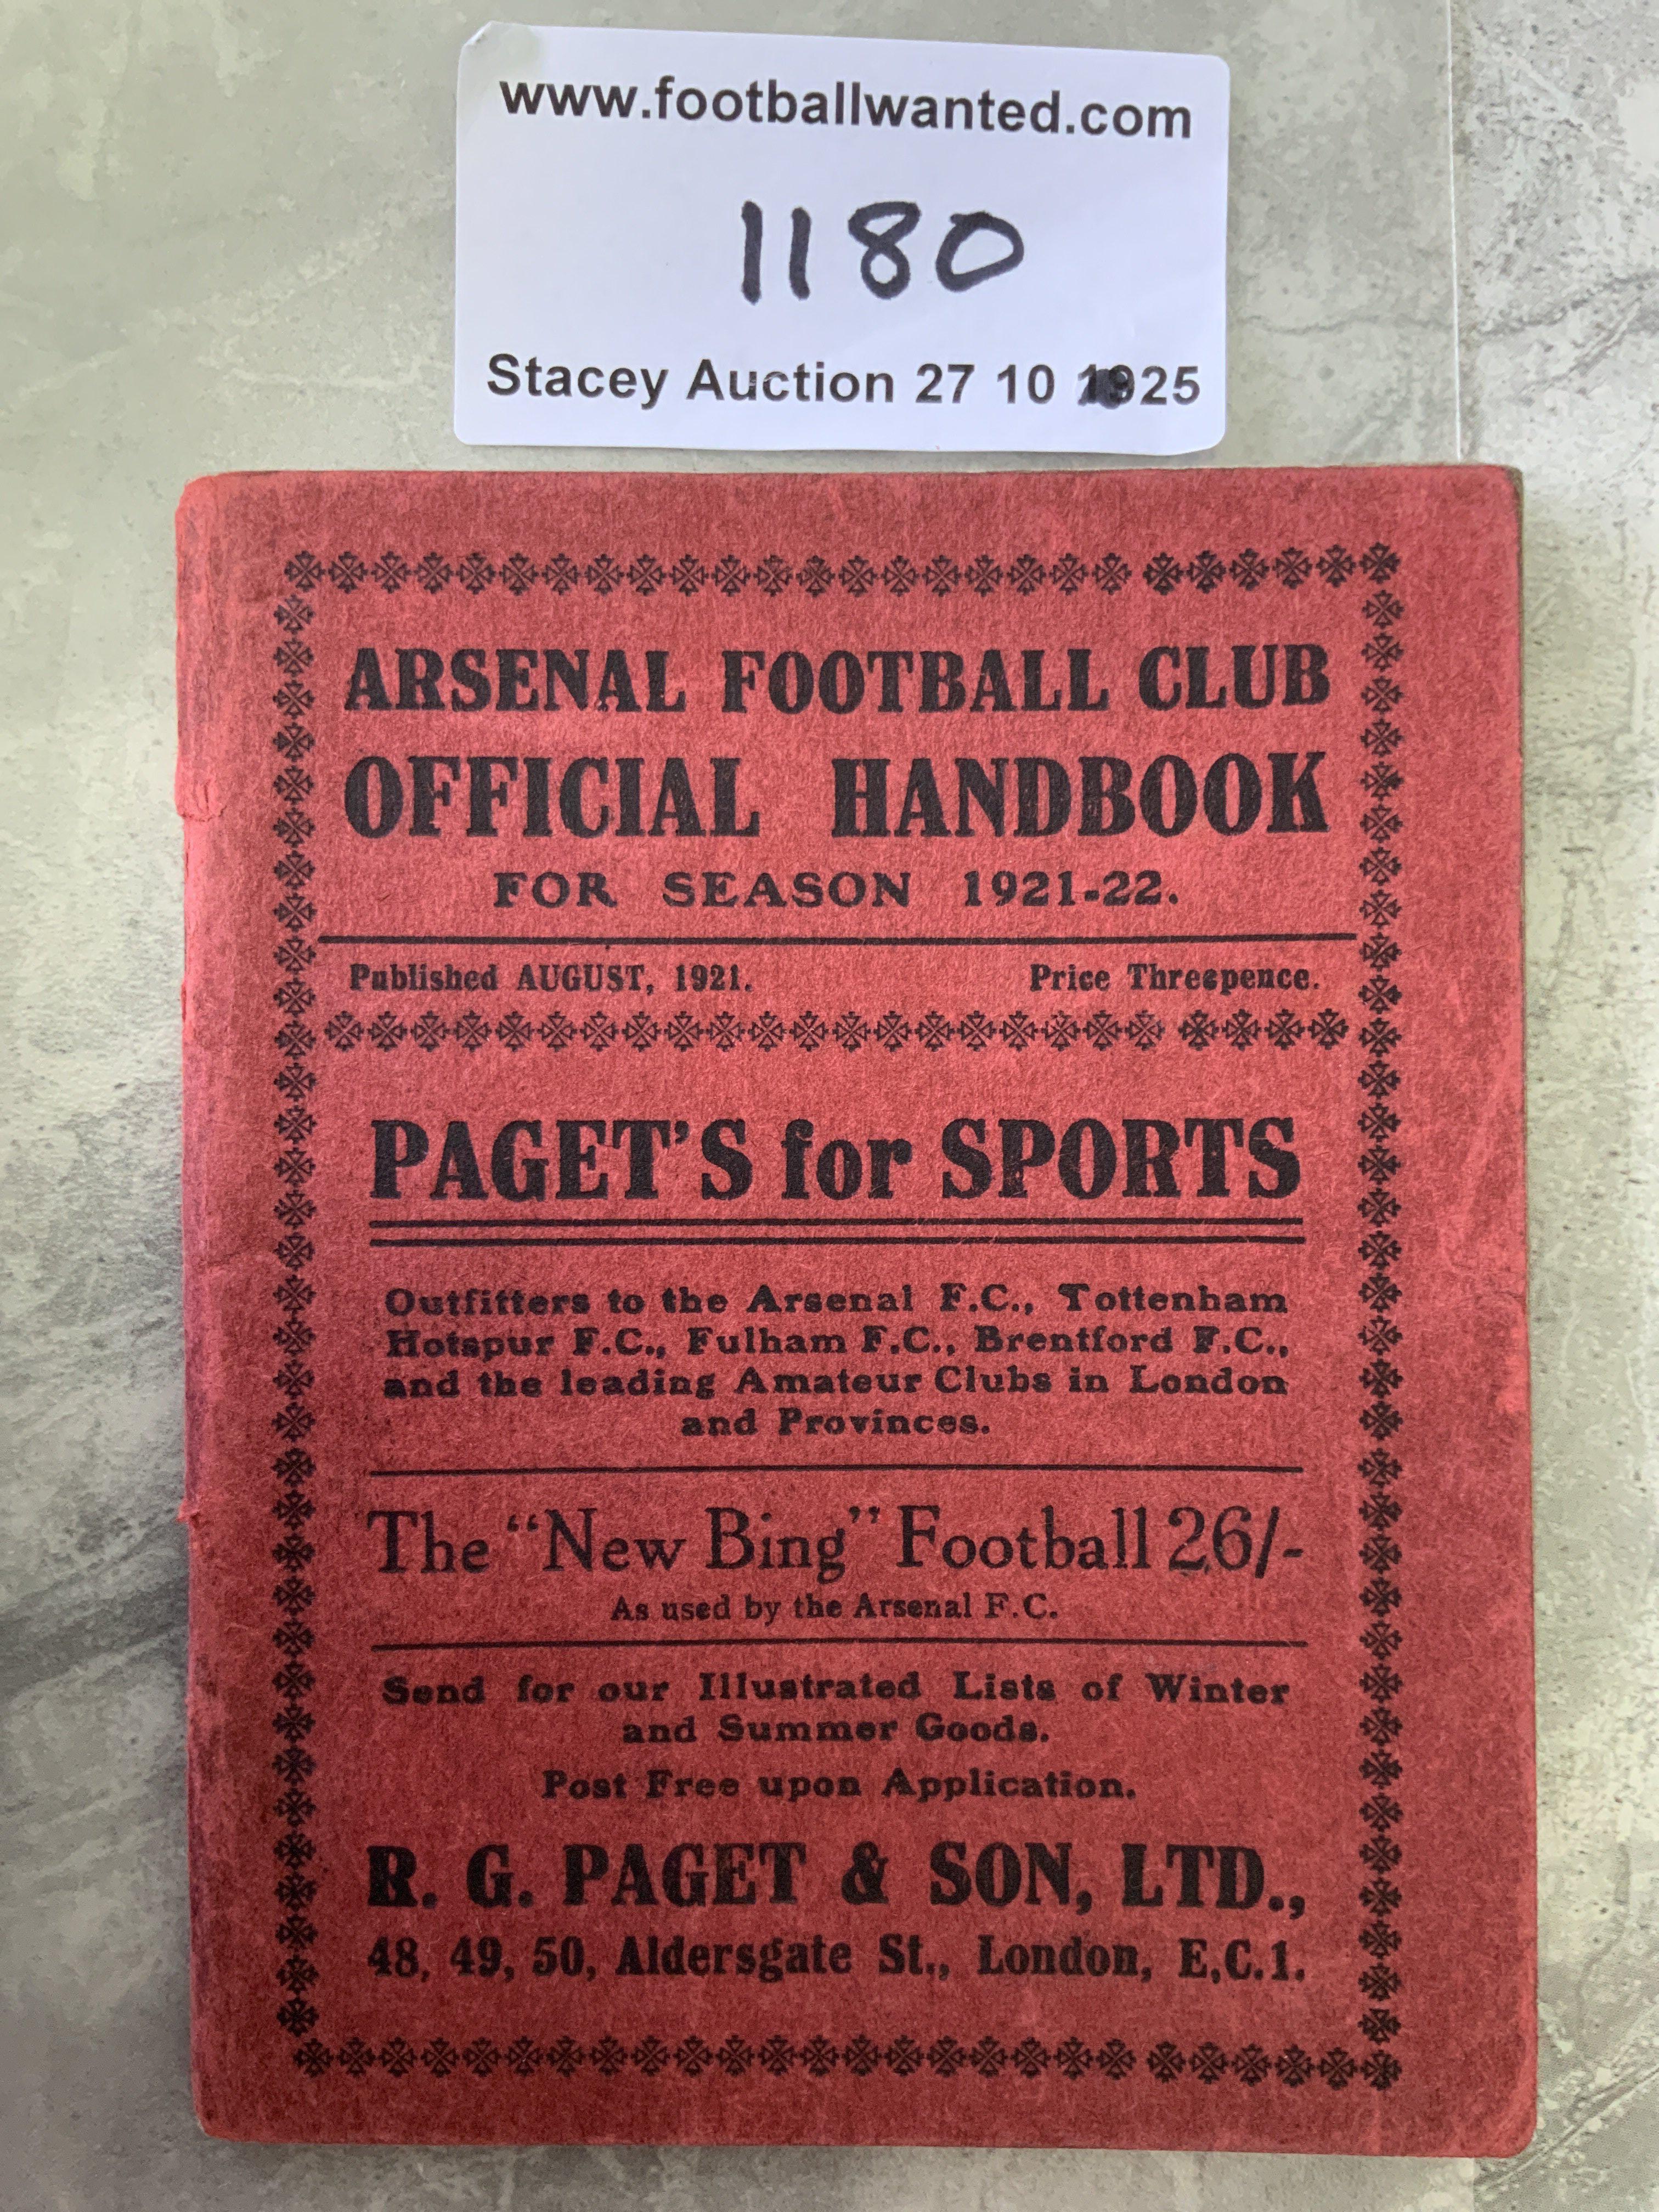 www.footballwanted.com
1180
Stacey Auction 27 10 1925
ARSENAL FOOTBALL CLUB
OFFICIAL HANDBOOK
FOR SEASON 1921-22.
Published AUGUST, 1921. Price Threepence.
PAGET'S for SPORTS
Outfitters to the Arsenal F.C., Tottenham
Hotspur F.C., Fulham F.C., Brentford F.C.,
and the leading Amateur Clubs in London
and Provinces.
The "New Bing" Football 26/-
As used by the Arsenal F.C.
Send for our Illustrated Lists of Winter
and Summer Goods.
Post Free upon Application.
R. G. PAGET & SON, LTD.,
48, 49, 50, Aldersgate St., London, E.C.1.